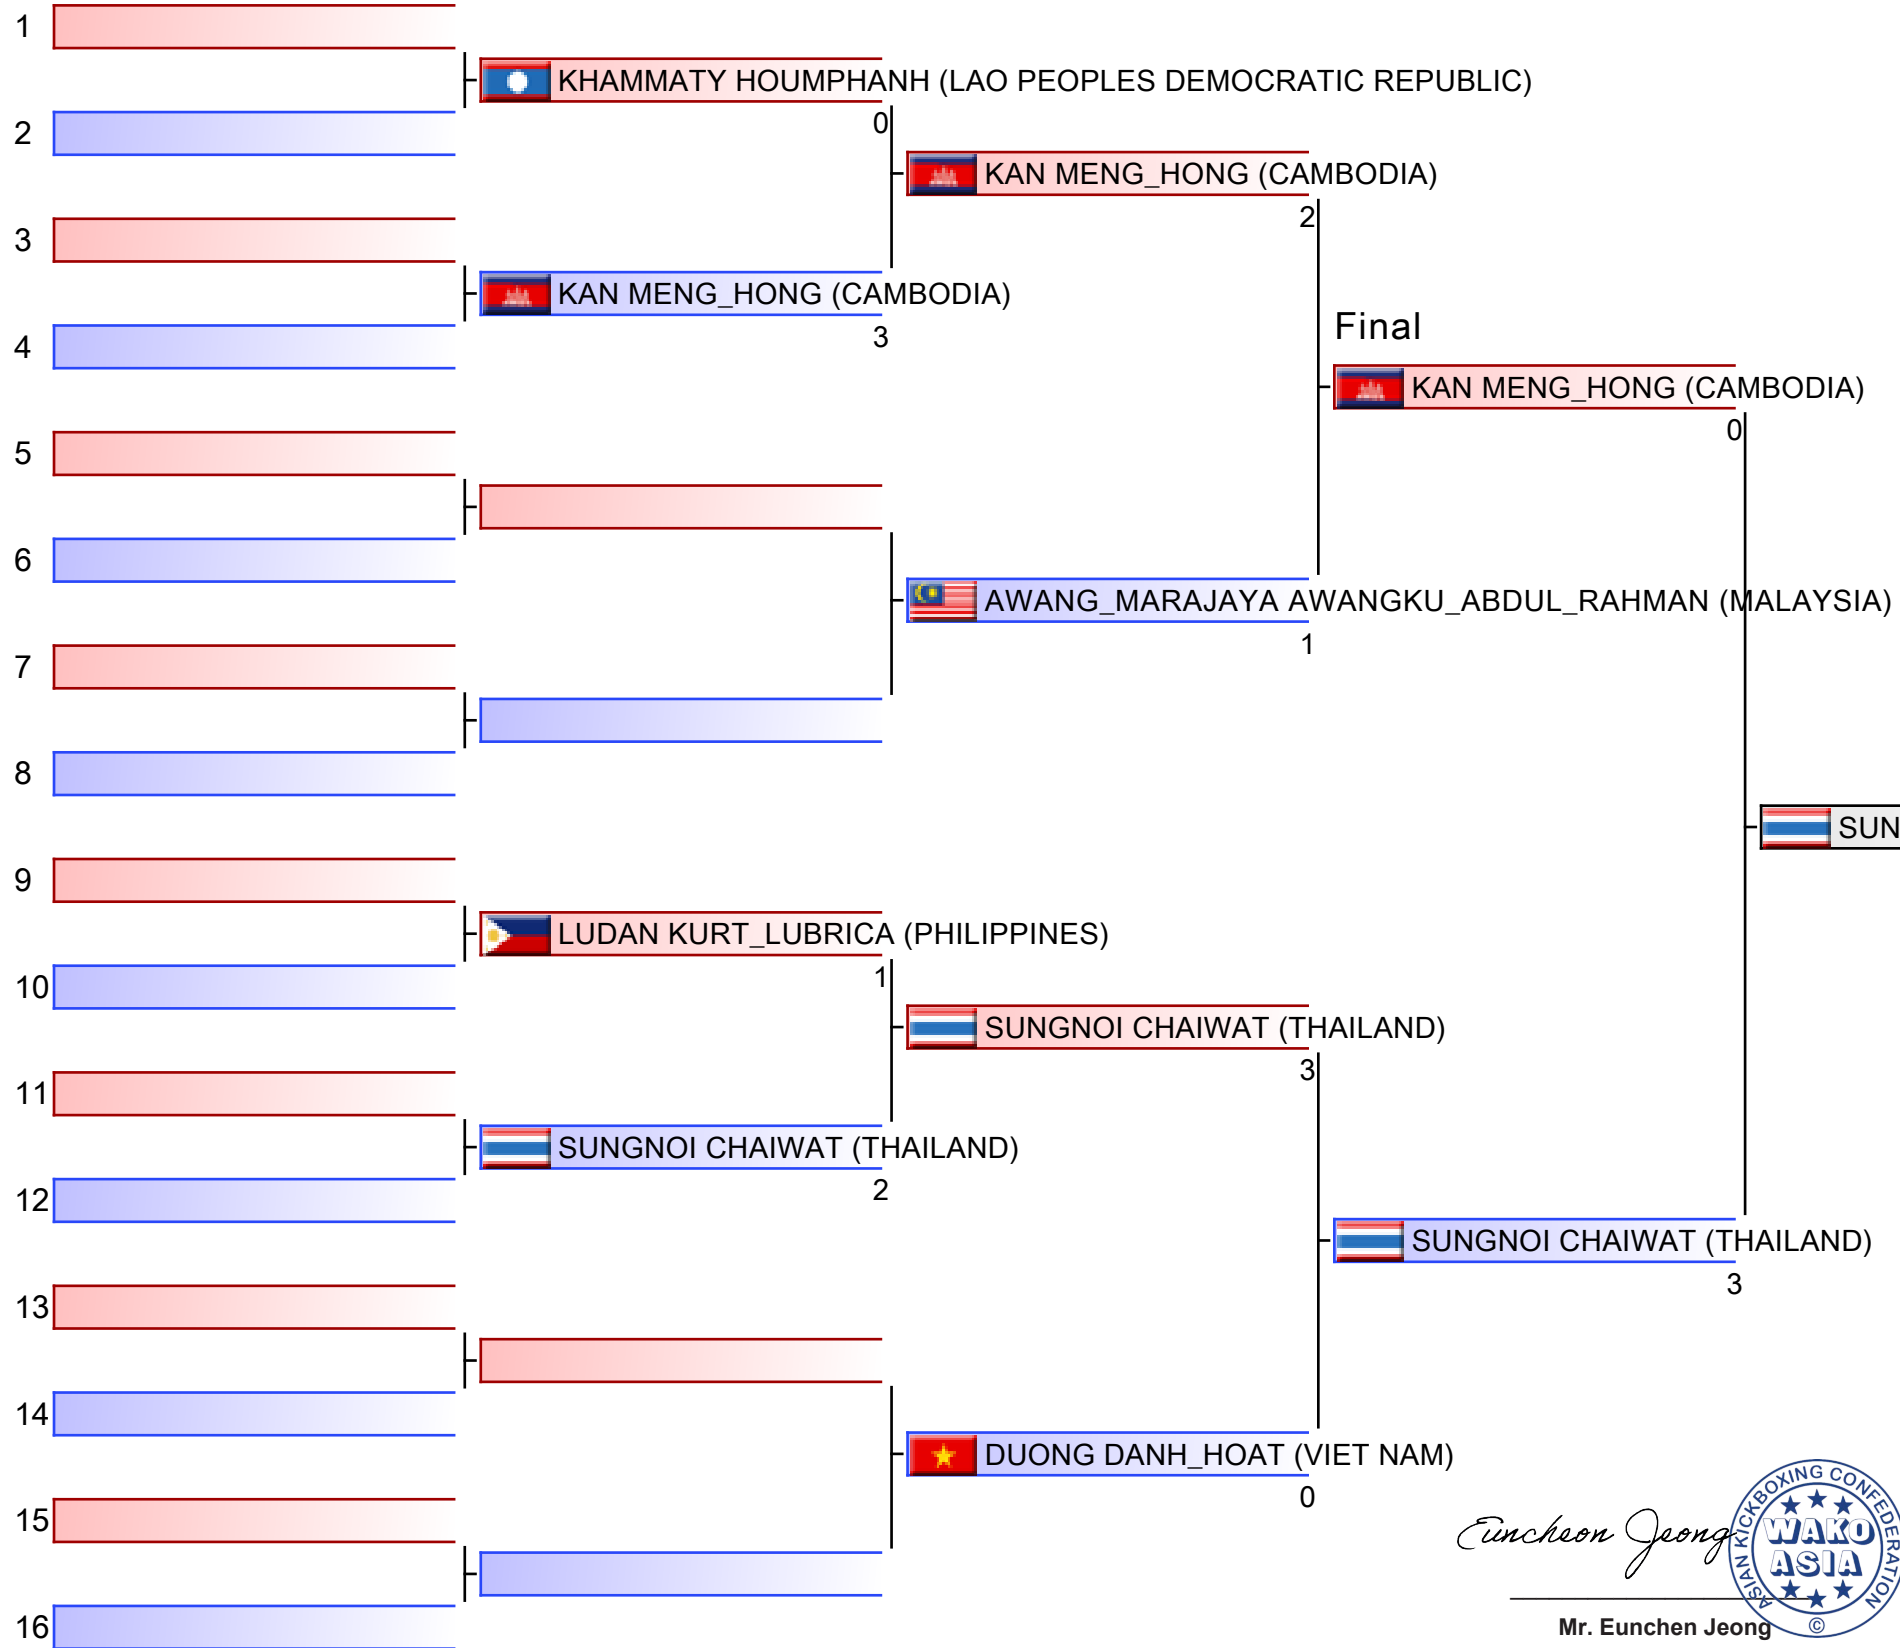 1
KHAMMATY HOUMPHANH (LAO PEOPLES DEMOCRATIC REPUBLIC)
0
2
KAN MENG_HONG (CAMBODIA)
2
3
KAN MENG_HONG (CAMBODIA)
3
4
Final
KAN MENG_HONG (CAMBODIA)
0
5
6
AWANG_MARAJAYA AWANGKU_ABDUL_RAHMAN (MALAYSIA)
1
7
8
SUN
9
LUDAN KURT_LUBRICA (PHILIPPINES)
1
10
SUNGNOI CHAIWAT (THAILAND)
3
11
SUNGNOI CHAIWAT (THAILAND)
2
12
SUNGNOI CHAIWAT (THAILAND)
3
13
14
DUONG DANH_HOAT (VIET NAM)
0
15
16
Euncheon Jeong
ASIAN KICKBOXING CONFEDERATION
WAKO
ASIA
©
Mr. Eunchen Jeong